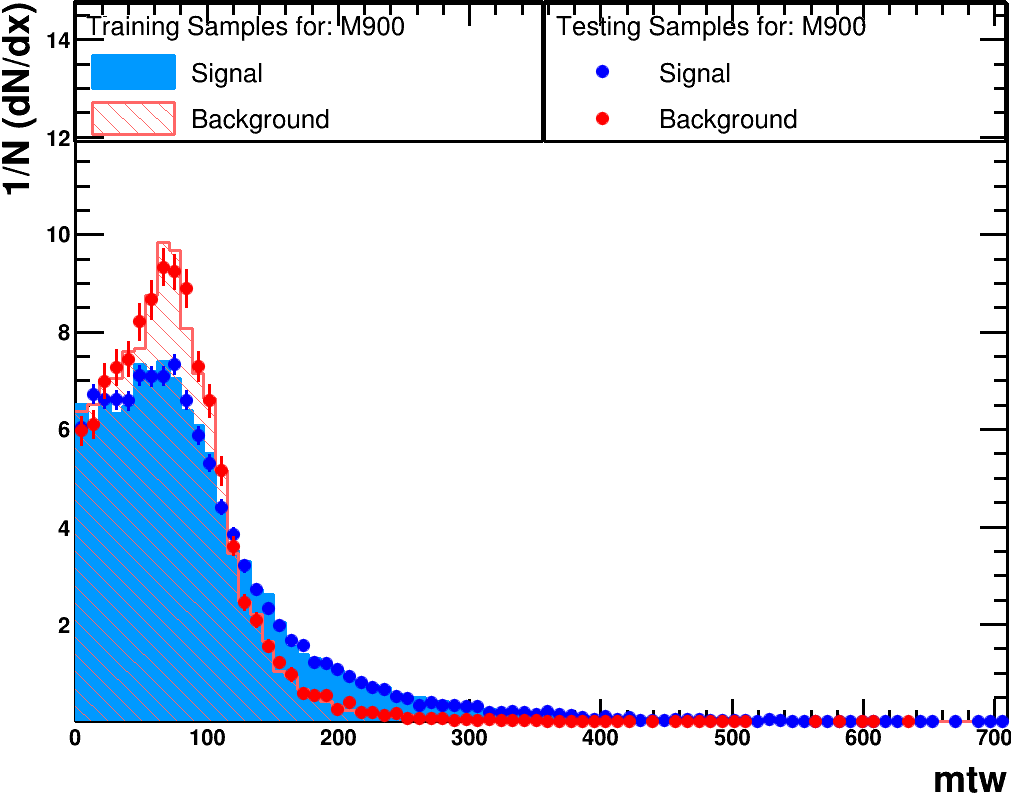 1/N (dN/dx)
Training Samples for: M900
Signal
Background
Testing Samples for: M900
Signal
Background
14
12
10
8
6
4
2
0 100 200 300 400 500 600 700
mtw